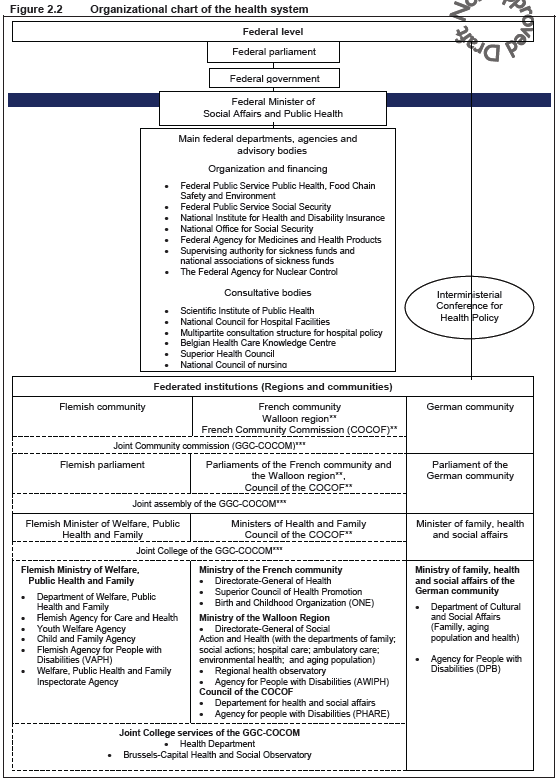 Figure 2.2 Organizational chart of the health system
Federal level
Federal parliament
Federal government
Federal Minister of
Social Affairs and Public Health
Main federal departments, agencies and
advisory bodies
Organization and financing
• Federal Public Service Public Health, Food Chain
Safety and Environment
• Federal Public Service Social Security
• National Institute for Health and Disability Insurance
• National Office for Social Security
• Federal Agency for Medicines and Health Products
• Supervising authority for sickness funds and
national associations of sickness funds
• The Federal Agency for Nuclear Control
Consultative bodies
• Scientific Institute of Public Health
• National Council for Hospital Facilities
• Multipartite consultation structure for hospital policy
• Belgian Health Care Knowledge Centre
• Superior Health Council
• National Council of nursing
Interministerial
Conference for
Health Policy
Federated institutions (Regions and communities)
Flemish community
French community
Walloon region**
French Community Commission (COCOF)**
German community
Joint Community commission (GGC-COCOM)***
Flemish parliament
Parliaments of the French community and
the Walloon region**,
Council of the COCOF**
Parliament of the
German community
Joint assembly of the GGC-COCOM***
Flemish Minister of Welfare, Public
Health and Family
Ministers of Health and Family
Council of the COCOF**
Minister of family, health
and social affairs
Joint College of the GGC-COCOM***
Flemish Ministry of Welfare,
Public Health and Family
• Department of Welfare, Public
Health and Family
• Flemish Agency for Care and Health
• Youth Welfare Agency
• Child and Family Agency
• Flemish Agency for People with
Disabilities (VAPH)
• Welfare, Public Health and Family
Inspectorate Agency
Ministry of the French community
• Directorate-General of Health
• Superior Council of Health Promotion
• Birth and Childhood Organization (ONE)
Ministry of the Walloon Region
• Directorate-General of Social
Action and Health (with the departments of family;
social actions; hospital care; ambulatory care;
environmental health; and aging population)
• Regional health observatory
• Agency for People with Disabilities (AWIPH)
Council of the COCOF
• Departement for health and social affairs
• Agency for people with Disabilities (PHARE)
Ministry of family, health
and social affairs of the
German community
• Department of Cultural
and Social Affairs
(Familly, aging
population and health)
• Agency for People with
Disabilities (DPB)
Joint College services of the GGC-COCOM
• Health Department
• Brussels-Capital Health and Social Observatory